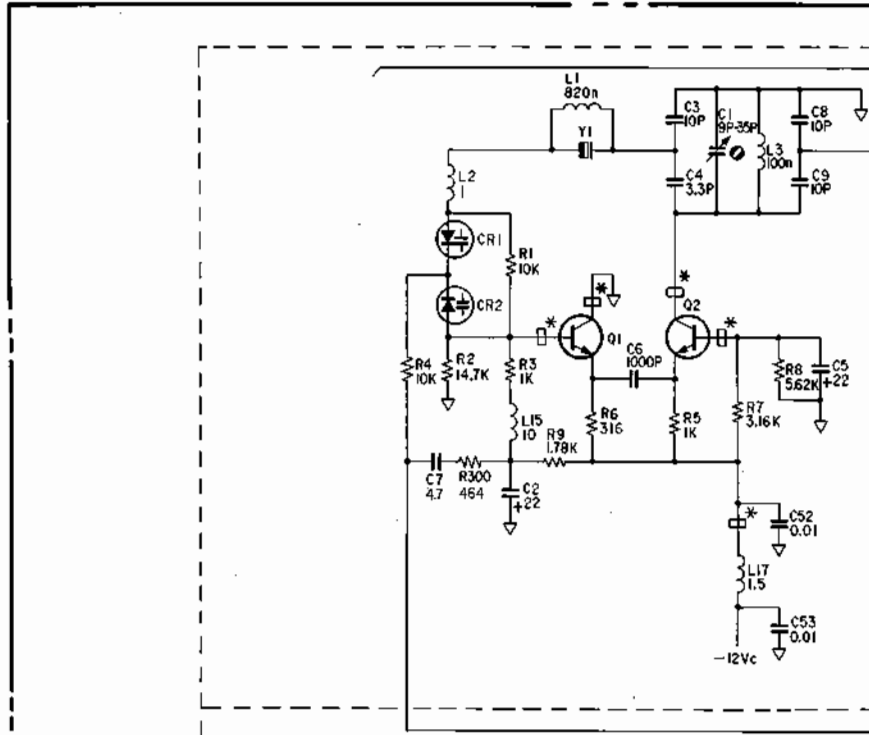 L1
820n
Y1
C3
10P
C1
9P-35P
L3
100n
C8
10P
C4
3.3P
C9
10P
L2
1
CR1
R1
10K
CR2
*
*
*
Q2
*
Q1
C6
1000P
R4
10K
R2
14.7K
R3
1K
R8
5.62K
C5
+22
L15
10
R6
316
R5
1K
R7
3.16K
R9
1.78K
C7
4.7
R300
464
C2
+22
*
C52
0.01
L17
1.5
C53
0.01
-12Vc